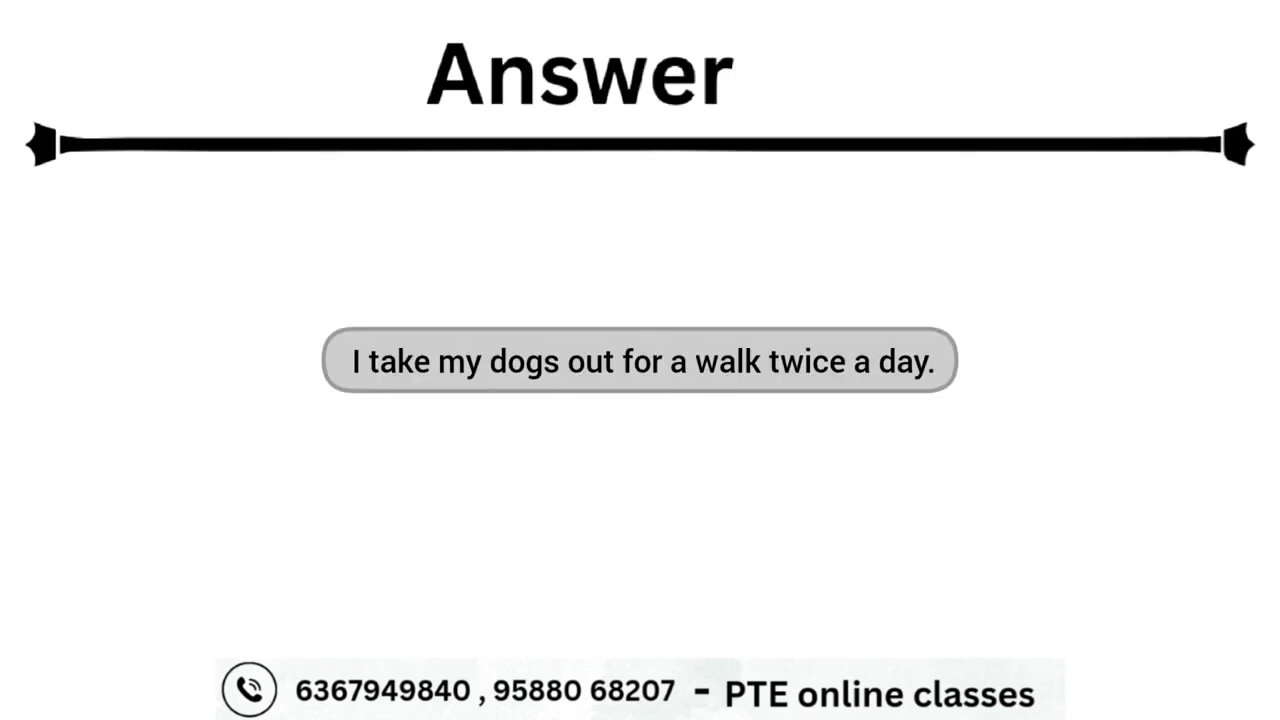 Answer
I take my dogs out for a walk twice a day.
6367949840 , 95880 68207 - PTE online classes